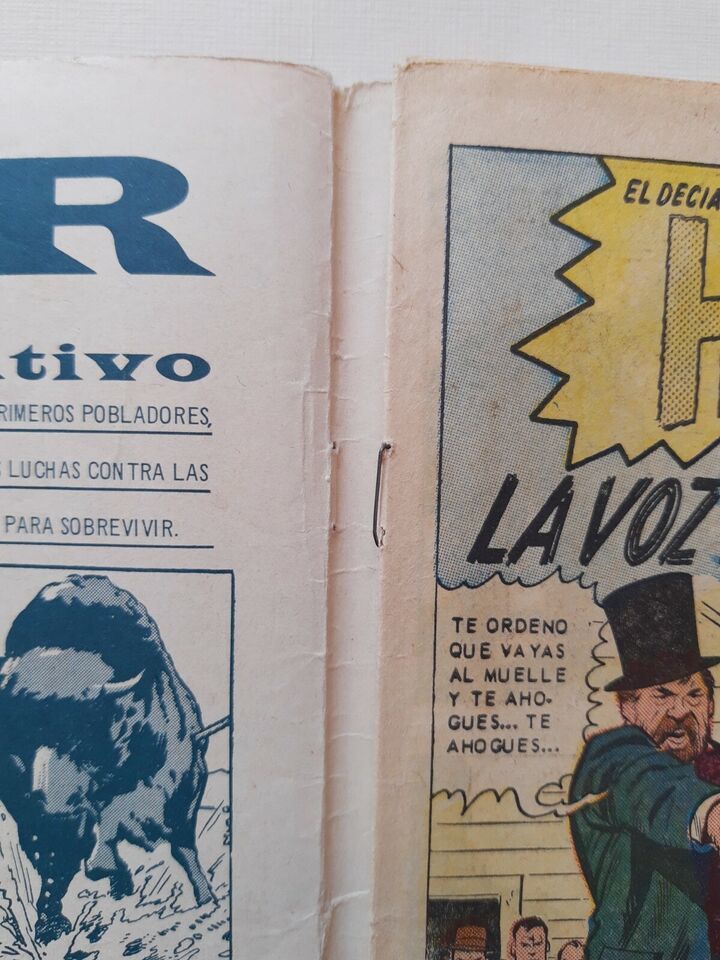 R
tivo
RIMEROS POBLADORES,
S LUCHAS CONTRA LAS
PARA SOBREVIVIR.
EL DECIA
H
LA VOZ
TE ORDENO
QUE VAYAS
AL MUELLE
Y TE AHO-
GUES... TE
AHOGUES...